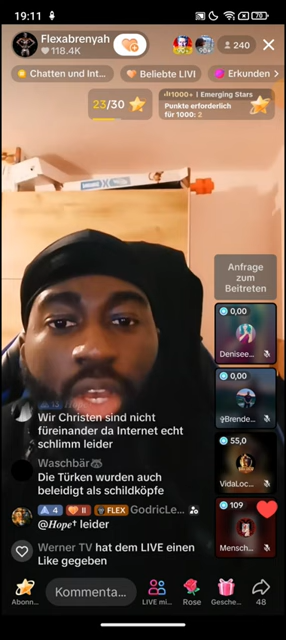 19:11
70
Flexabrenyah
118.4K
240
Chatten und Int...
Beliebte LIVI
Erkunden
23/30
1000+ | Emerging Stars
Punkte erforderlich
für 1000: 2
Anfrage
zum
Beitreten
0,00
Denisee...
0,00
Brende...
55,0
VidaLoc...
109
Mensch...
Wir Christen sind nicht
füreinander da Internet echt
schlimm leider
Waschbär🦝
Die Türken wurden auch
beleidigt als schildköpfe
4 II FLEX GodricLe...
@Hope† leider
Werner TV hat dem LIVE einen
Like gegeben
Abonn...
Kommenta...
LIVE mi...
Rose
Gesche...
48